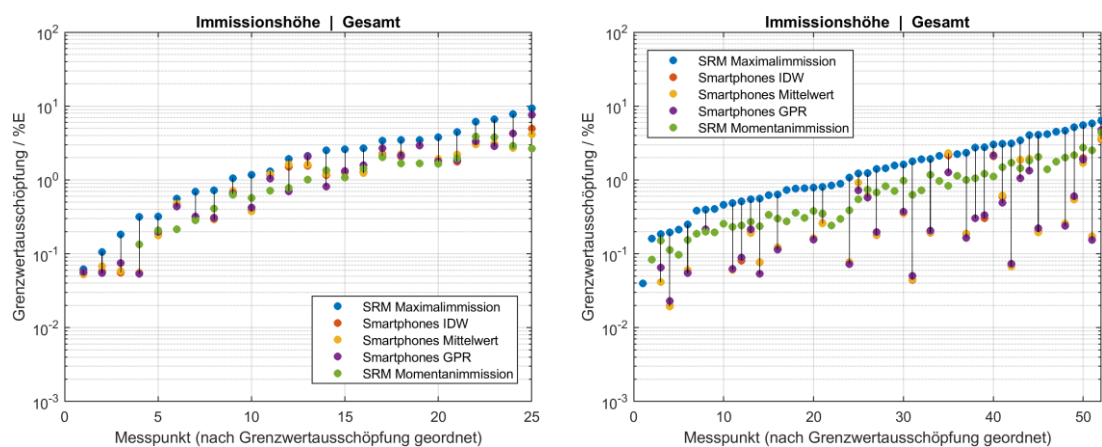 Immissionshöhe | Gesamt
10²
10¹
10⁰
10⁻¹
10⁻²
10⁻³
Grenzwertausschöpfung / %E
SRM Maximalimmission
Smartphones IDW
Smartphones Mittelwert
Smartphones GPR
SRM Momentanimmission
0 5 10 15 20 25
Messpunkt (nach Grenzwertausschöpfung geordnet)
Immissionshöhe | Gesamt
10²
10¹
10⁰
10⁻¹
10⁻²
10⁻³
Grenzwertausschöpfung / %E
SRM Maximalimmission
Smartphones IDW
Smartphones Mittelwert
Smartphones GPR
SRM Momentanimmission
0 10 20 30 40 50
Messpunkt (nach Grenzwertausschöpfung geordnet)